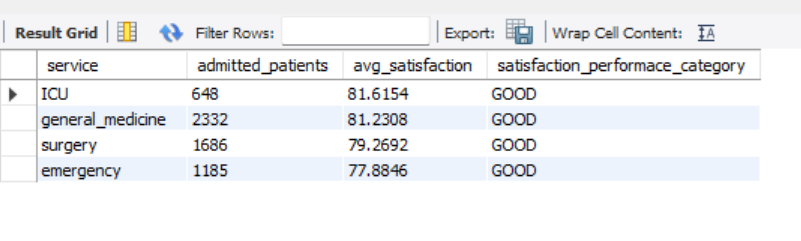 Result Grid Filter Rows: Export: Wrap Cell Content: IA
service admitted_patients avg_satisfaction satisfaction_performace_category
ICU 648 81.6154 GOOD
general_medicine 2332 81.2308 GOOD
surgery 1686 79.2692 GOOD
emergency 1185 77.8846 GOOD